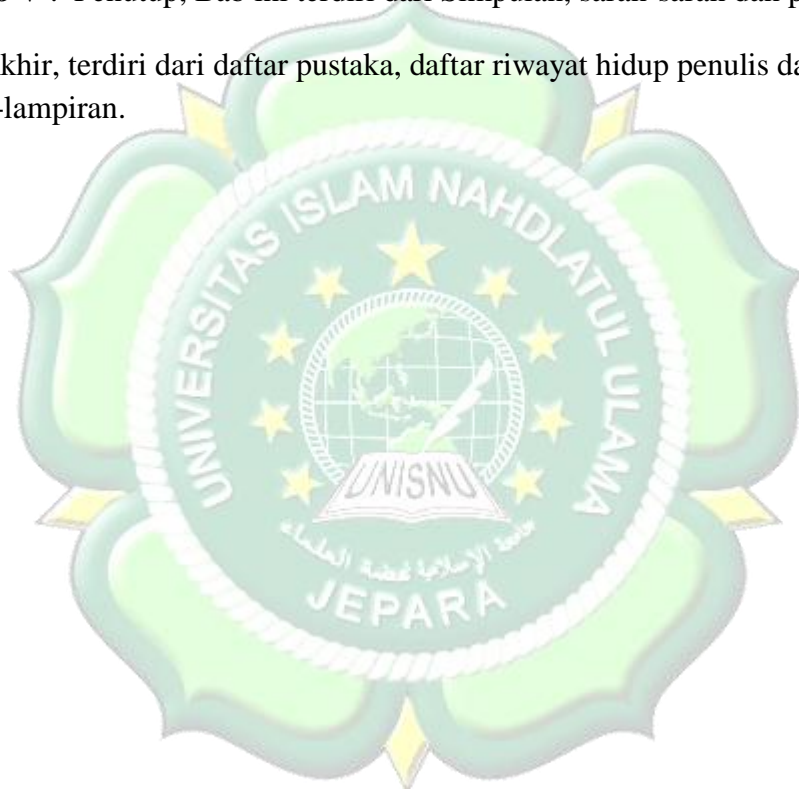 khir, terdiri dari daftar pustaka, daftar riwayat hidup penulis da
-lampiran.
UNIVERSITAS ISLAM NAHDLATUL ULAMA
UNISNU
JEPARA